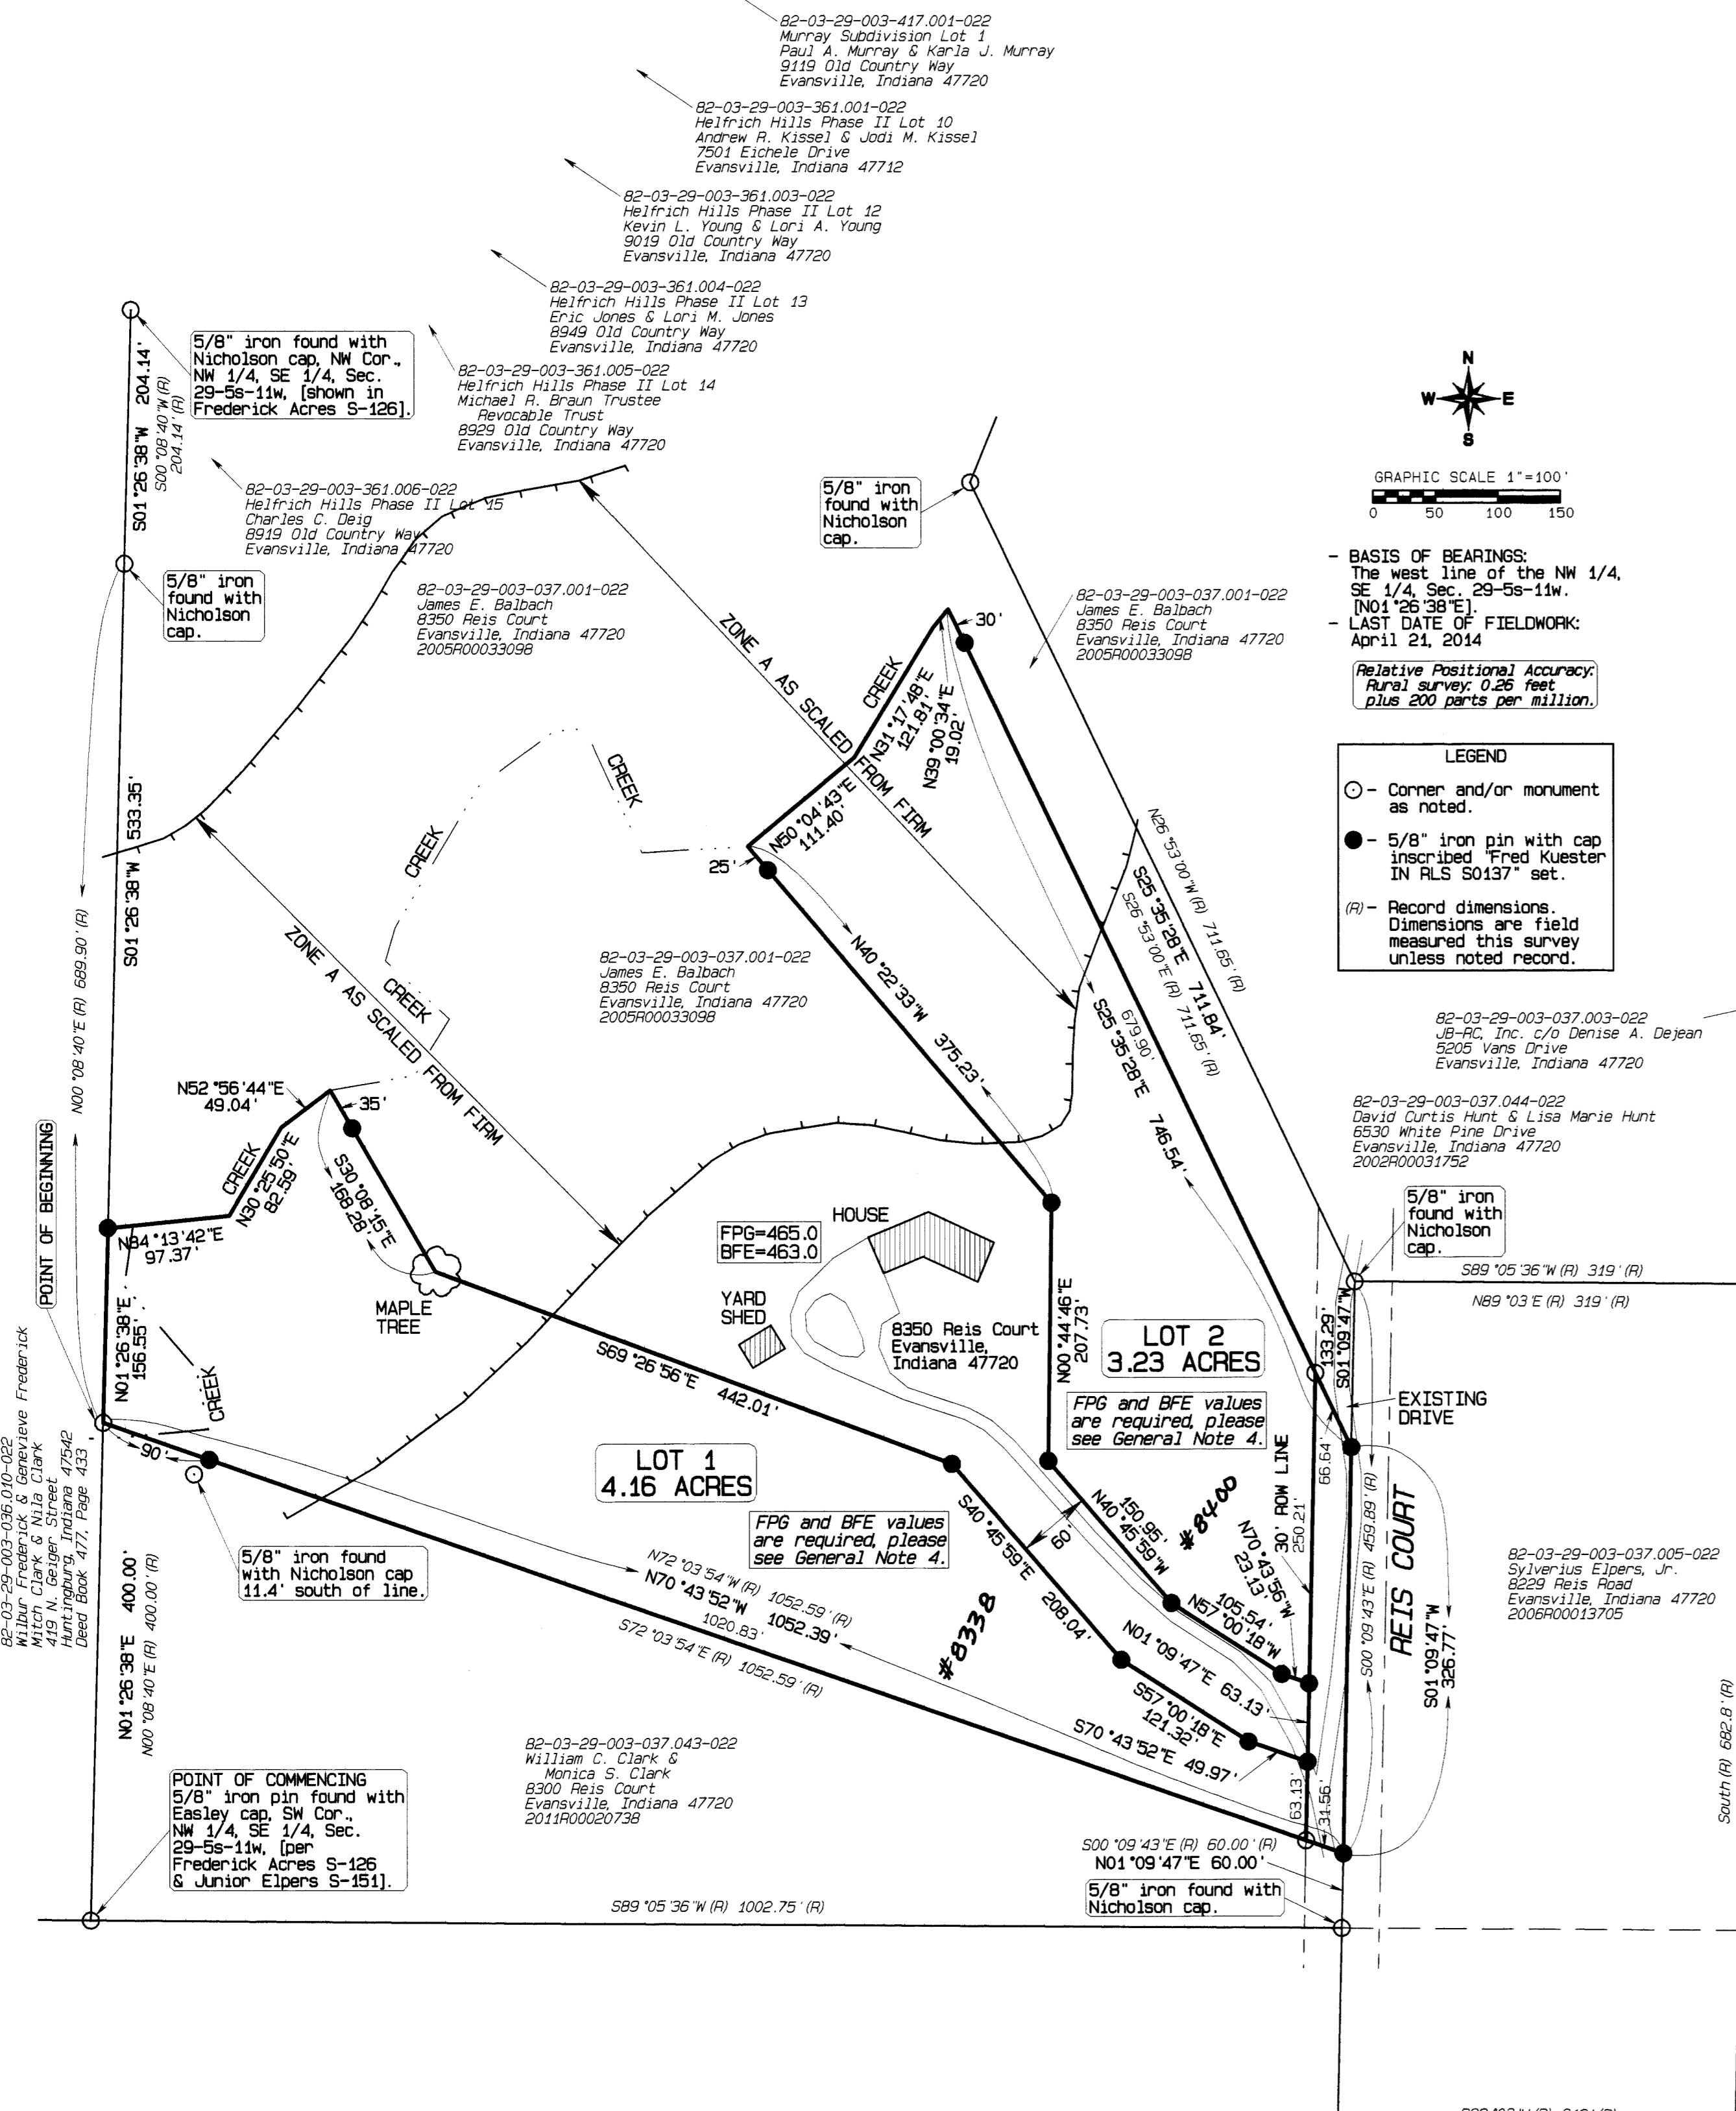 82-03-29-003-417.001-022
Murray Subdivision Lot 1
Paul A. Murray & Karla J. Murray
9119 Old Country Way
Evansville, Indiana 47720
82-03-29-003-361.001-022
Helfrich Hills Phase II Lot 10
Andrew R. Kissel & Jodi M. Kissel
7501 Eichele Drive
Evansville, Indiana 47712
82-03-29-003-361.003-022
Helfrich Hills Phase II Lot 12
Kevin L. Young & Lori A. Young
9019 Old Country Way
Evansville, Indiana 47720
82-03-29-003-361.004-022
Helfrich Hills Phase II Lot 13
Eric Jones & Lori M. Jones
8949 Old Country Way
Evansville, Indiana 47720
82-03-29-003-361.005-022
Helfrich Hills Phase II Lot 14
Michael R. Braun Trustee
Revocable Trust
8929 Old Country Way
Evansville, Indiana 47720
5/8" iron found with
Nicholson cap, NW Cor.,
NW 1/4, SE 1/4, Sec.
29-5s-11w, [shown in
Frederick Acres S-126].
S01°26'38"W 204.14'
S00°08'40"W (R)
204.14' (R)
82-03-29-003-361.006-022
Helfrich Hills Phase II Lot 15
Charles C. Deig
8919 Old Country Way
Evansville, Indiana 47720
5/8" iron
found with
Nicholson
cap.
5/8" iron
found with
Nicholson
cap.
N
W E
S
GRAPHIC SCALE 1"=100'
0 50 100 150
- BASIS OF BEARINGS:
The west line of the NW 1/4,
SE 1/4, Sec. 29-5s-11w.
[N01°26'38"E].
- LAST DATE OF FIELDWORK:
April 21, 2014
Relative Positional Accuracy:
Rural survey: 0.26 feet
plus 200 parts per million.
LEGEND
- Corner and/or monument
as noted.
- 5/8" iron pin with cap
inscribed "Fred Kuester
IN RLS S0137" set.
(R) - Record dimensions.
Dimensions are field
measured this survey
unless noted record.
82-03-29-003-037.001-022
James E. Balbach
8350 Reis Court
Evansville, Indiana 47720
2005R00033098
82-03-29-003-037.001-022
James E. Balbach
8350 Reis Court
Evansville, Indiana 47720
2005R00033098
30'
ZONE A AS SCALED FROM FIRM
CREEK
N31°17'48"E
121.81'
N39°00'34"E
19.02'
N50°04'43"E
111.40'
25'
CREEK
CREEK
CREEK
S01°26'38"W 533.35'
N00°08'40"E (R) 689.90' (R)
ZONE A AS SCALED FROM FIRM
82-03-29-003-037.001-022
James E. Balbach
8350 Reis Court
Evansville, Indiana 47720
2005R00033098
N40°22'33"W 375.23'
N26°53'00"W (R) 711.65' (R)
S25°35'28"E 711.84'
S26°53'00"E (R) 711.65' (R)
679.90'
S25°35'28"E 746.54'
82-03-29-003-037.003-022
JB-RC, Inc. c/o Denise A. Dejean
5205 Vans Drive
Evansville, Indiana 47720
82-03-29-003-037.044-022
David Curtis Hunt & Lisa Marie Hunt
6530 White Pine Drive
Evansville, Indiana 47720
2002R00031752
N52°56'44"E
49.04'
35'
CREEK
N30°25'50"E
82.59'
S30°08'15"E
168.28'
POINT OF BEGINNING
N84°13'42"E
97.37'
N01°26'38"E
156.55'
MAPLE
TREE
CREEK
FPG=465.0
BFE=463.0
HOUSE
YARD
SHED
8350 Reis Court
Evansville,
Indiana 47720
N00°44'46"E
207.73'
LOT 2
3.23 ACRES
FPG and BFE values
are required, please
see General Note 4.
5/8" iron
found with
Nicholson
cap.
S89°05'36"W (R) 319' (R)
N89°03'E (R) 319' (R)
133.29'
S01°09'47"W
EXISTING
DRIVE
66.64'
S69°26'56"E 442.01'
90'
LOT 1
4.16 ACRES
FPG and BFE values
are required, please
see General Note 4.
82-03-29-003-036.010-022
Wilbur Frederick & Genevieve Frederick
Mitch Clark & Nila Clark
419 N. Geiger Street
Huntingburg, Indiana 47542
Deed Book 477, Page 433
5/8" iron found
with Nicholson cap
11.4' south of line.
N01°26'38"E 400.00'
N00°08'40"E (R) 400.00' (R)
N72°03'54"W (R) 1052.59' (R)
N70°43'52"W 1052.39'
1020.83'
S72°03'54"E (R) 1052.59' (R)
S40°45'59"E 208.04'
60'
150.95'
N40°45'59"W
#8400
#8338
30' ROW LINE
250.21'
N70°43'56"W
23.13'
105.54'
N57°00'18"W
N01°09'47"E 63.13'
S57°00'18"E
121.32'
S70°43'52"E 49.97'
63.13'
31.56'
S00°09'43"E (R) 459.89' (R)
REIS COURT
S01°09'47"W
326.77'
82-03-29-003-037.005-022
Sylverius Elpers, Jr.
8229 Reis Road
Evansville, Indiana 47720
2006R00013705
South (R) 682.8' (R)
82-03-29-003-037.043-022
William C. Clark &
Monica S. Clark
8300 Reis Court
Evansville, Indiana 47720
2011R00020738
POINT OF COMMENCING
5/8" iron pin found with
Easley cap, SW Cor.,
NW 1/4, SE 1/4, Sec.
29-5s-11w, [per
Frederick Acres S-126
& Junior Elpers S-151].
S00°09'43"E (R) 60.00' (R)
N01°09'47"E 60.00'
5/8" iron found with
Nicholson cap.
S89°05'36"W (R) 1002.75' (R)